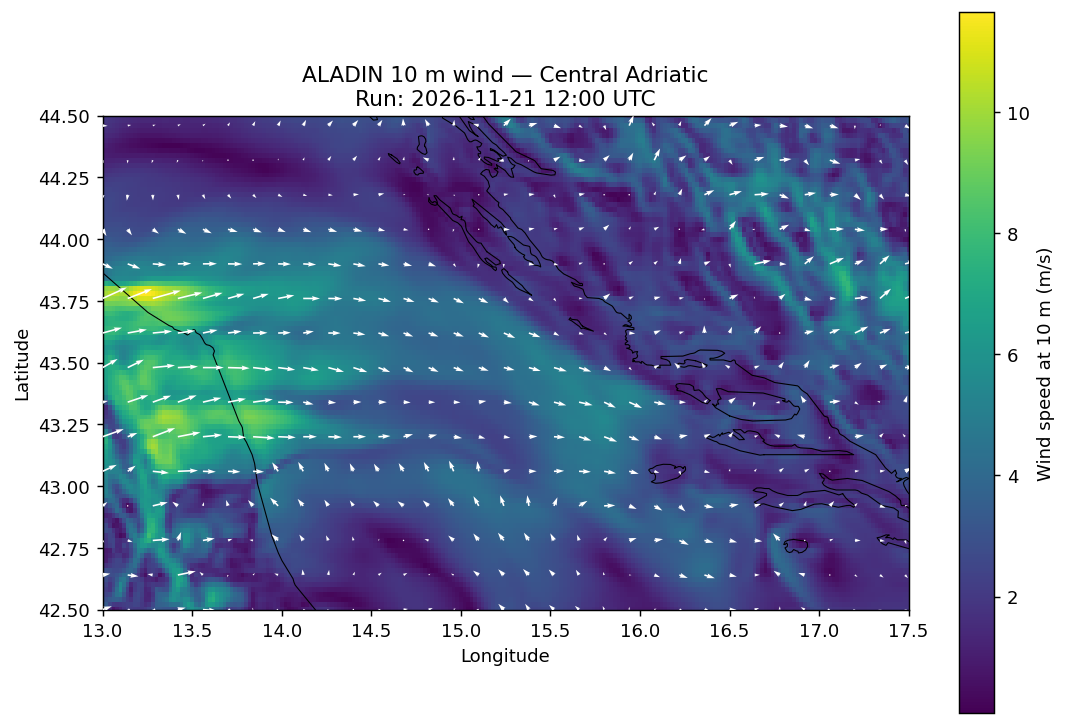 ALADIN 10 m wind — Central Adriatic
Run: 2026-11-21 12:00 UTC
44.50
44.25
44.00
43.75
43.50
43.25
43.00
42.75
42.50
Latitude
13.0 13.5 14.0 14.5 15.0 15.5 16.0 16.5 17.0 17.5
Longitude
10
8
6
4
2
Wind speed at 10 m (m/s)